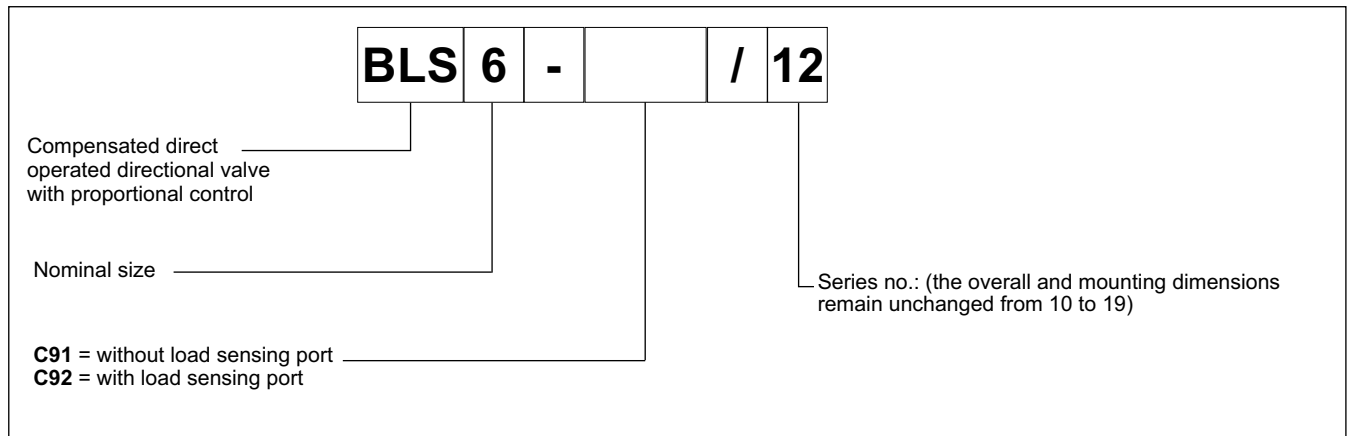 BLS 6 - / 12
Compensated direct
operated directional valve
with proportional control
Nominal size
Series no.: (the overall and mounting dimensions
remain unchanged from 10 to 19)
C91 = without load sensing port
C92 = with load sensing port